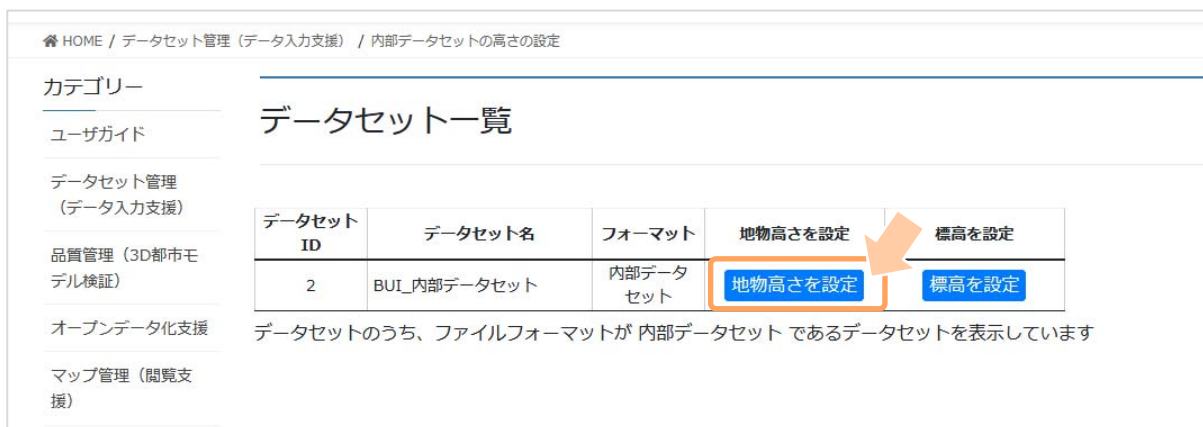 HOME / データセット管理（データ入力支援） / 内部データセットの高さの設定
カテゴリー
ユーザガイド
データセット管理
（データ入力支援）
品質管理（3D都市モ
デル検証）
オープンデータ化支援
マップ管理（閲覧支
援）
データセット一覧
データセット
ID
データセット名
フォーマット
地物高さを設定
標高を設定
2
BUI_内部データセット
内部データ
セット
地物高さを設定
標高を設定
データセットのうち、ファイルフォーマットが 内部データセット であるデータセットを表示しています